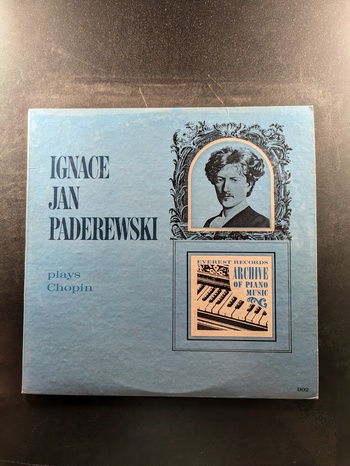 IGNACE
JAN
PADEREWSKI
plays
Chopin
EVEREST RECORDS
ARCHIVE
OF PIANO
MUSIC